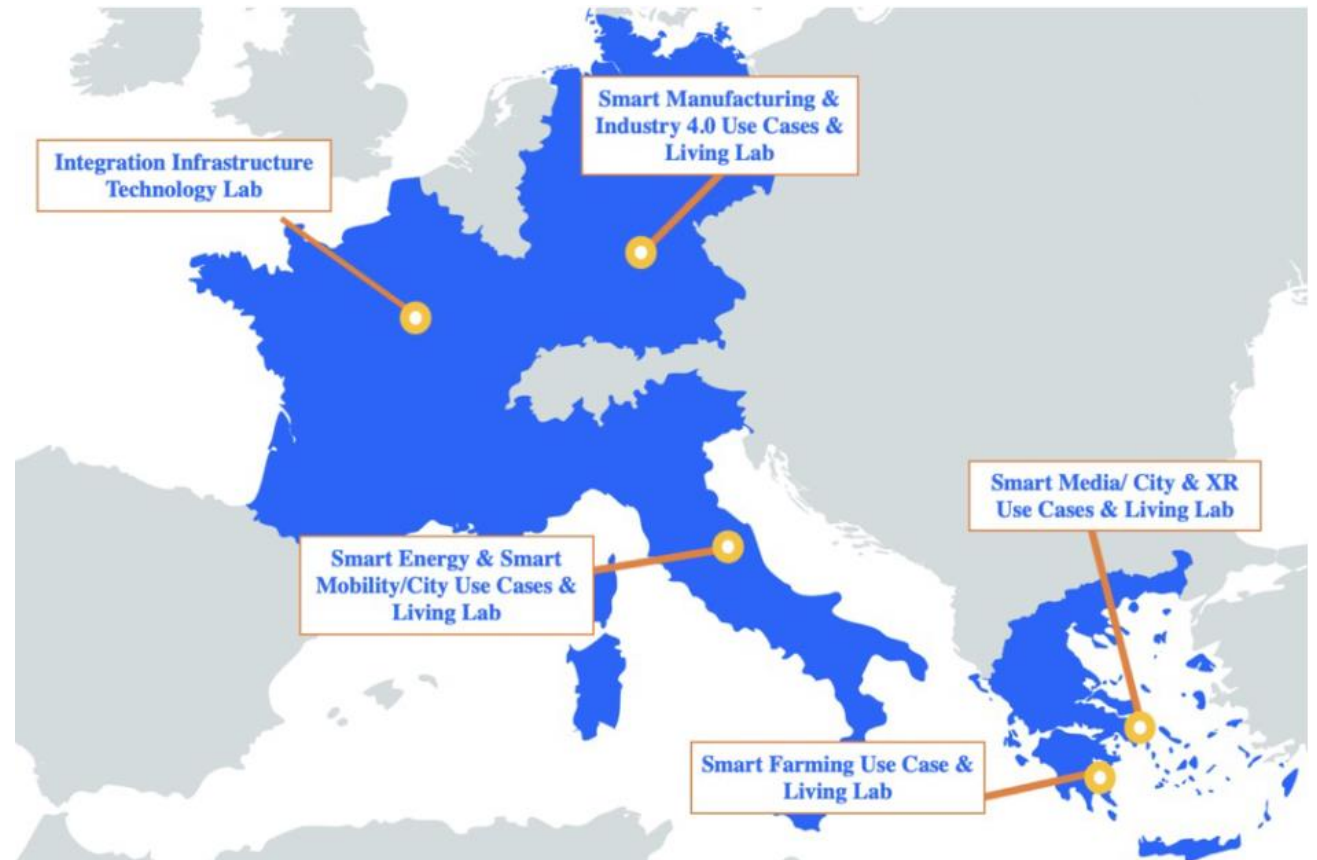 Smart Manufacturing &
Industry 4.0 Use Cases &
Living Lab
Integration Infrastructure
Technology Lab
Smart Media/ City & XR
Use Cases & Living Lab
Smart Energy & Smart
Mobility/City Use Cases &
Living Lab
Smart Farming Use Case &
Living Lab